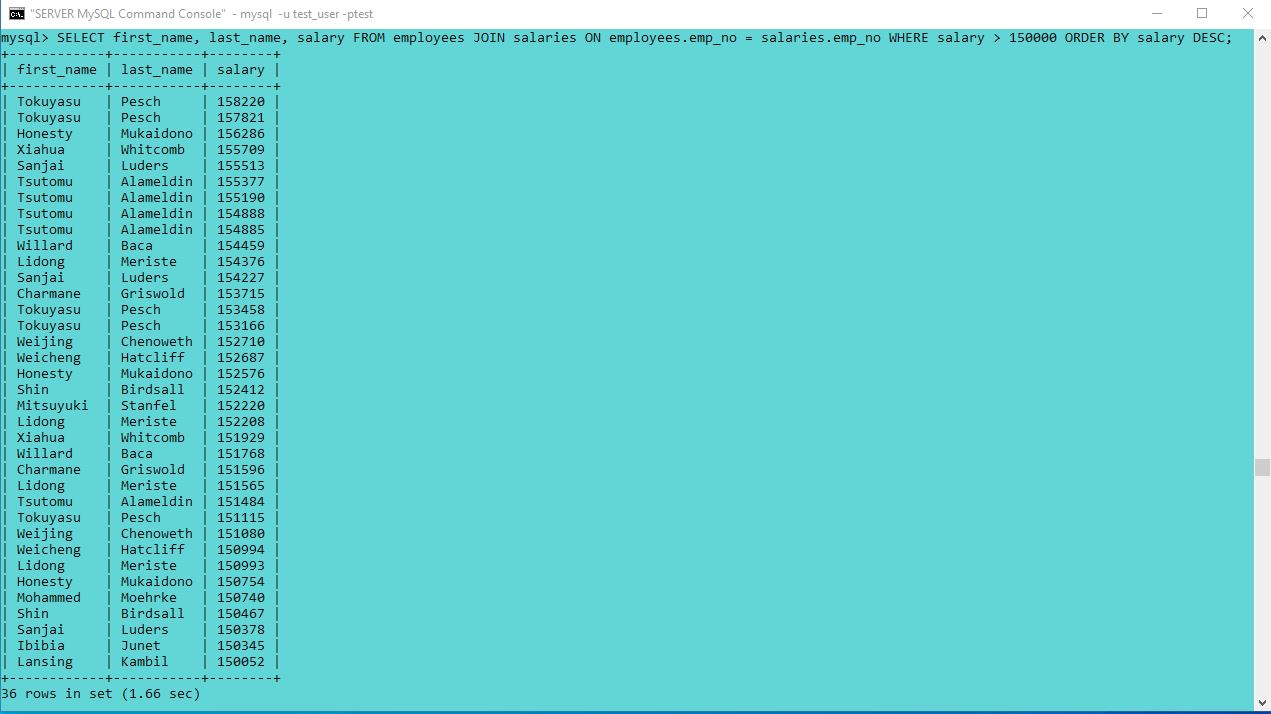 "SERVER MySQL Command Console" - mysql -u test_user -ptest
mysql> SELECT first_name, last_name, salary FROM employees JOIN salaries ON employees.emp_no = salaries.emp_no WHERE salary > 150000 ORDER BY salary DESC;
+------------+-----------+--------+
| first_name | last_name | salary |
+------------+-----------+--------+
| Tokuyasu   | Pesch     | 158220 |
| Tokuyasu   | Pesch     | 157821 |
| Honesty    | Mukaidono | 156286 |
| Xiahua     | Whitcomb  | 155709 |
| Sanjai     | Luders    | 155513 |
| Tsutomu    | Alameldin | 155377 |
| Tsutomu    | Alameldin | 155190 |
| Tsutomu    | Alameldin | 154888 |
| Tsutomu    | Alameldin | 154885 |
| Willard    | Baca      | 154459 |
| Lidong     | Meriste   | 154376 |
| Sanjai     | Luders    | 154227 |
| Charmane   | Griswold  | 153715 |
| Tokuyasu   | Pesch     | 153458 |
| Tokuyasu   | Pesch     | 153166 |
| Weijing    | Chenoweth | 152710 |
| Weicheng   | Hatcliff  | 152687 |
| Honesty    | Mukaidono | 152576 |
| Shin       | Birdsall  | 152412 |
| Mitsuyuki  | Stanfel   | 152220 |
| Lidong     | Meriste   | 152208 |
| Xiahua     | Whitcomb  | 151929 |
| Willard    | Baca      | 151768 |
| Charmane   | Griswold  | 151596 |
| Lidong     | Meriste   | 151565 |
| Tsutomu    | Alameldin | 151484 |
| Tokuyasu   | Pesch     | 151115 |
| Weijing    | Chenoweth | 151080 |
| Weicheng   | Hatcliff  | 150994 |
| Lidong     | Meriste   | 150993 |
| Honesty    | Mukaidono | 150754 |
| Mohammed   | Moehrke   | 150740 |
| Shin       | Birdsall  | 150467 |
| Sanjai     | Luders    | 150378 |
| Ibibia     | Junet     | 150345 |
| Lansing    | Kambil    | 150052 |
+------------+-----------+--------+
36 rows in set (1.66 sec)